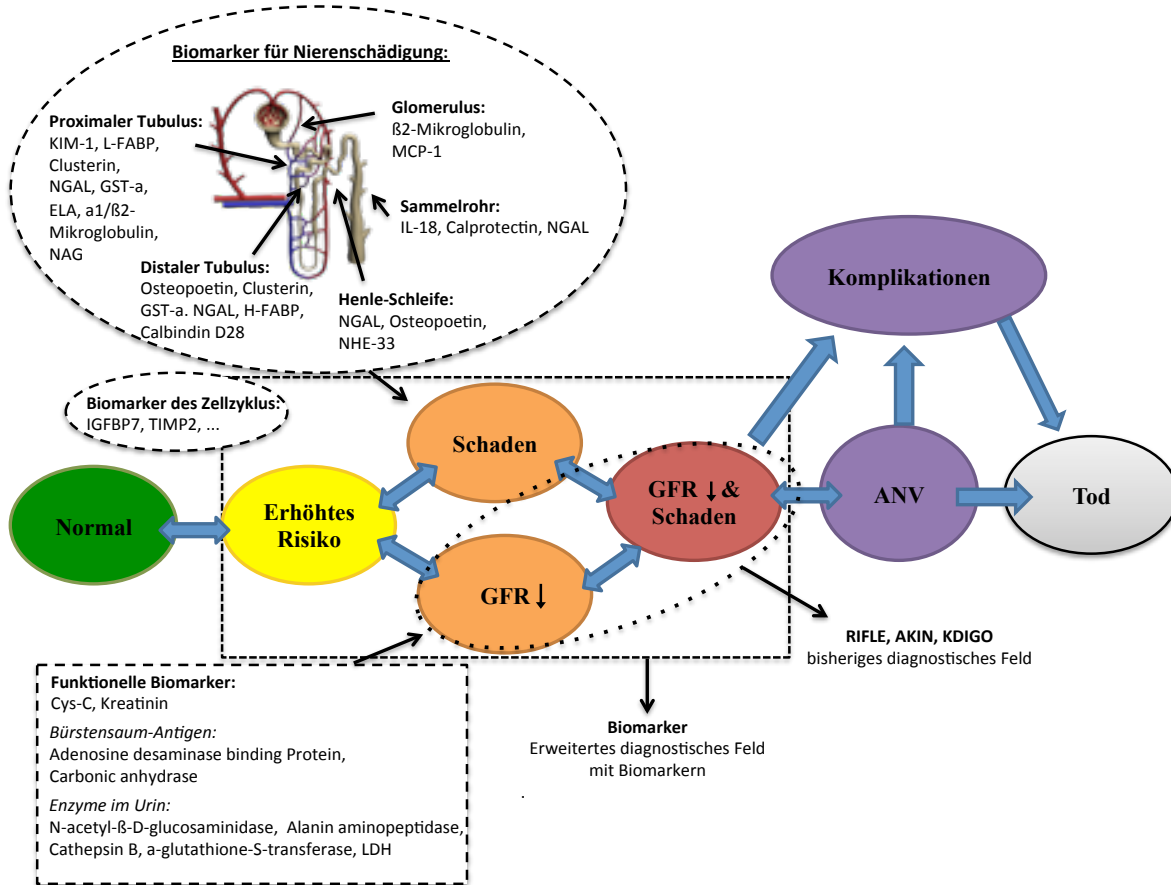 Biomarker für Nierenschädigung:
Proximaler Tubulus:
KIM-1, L-FABP,
Clusterin,
NGAL, GST-a,
ELA, a1/ß2-
Mikroglobulin,
NAG
Glomerulus:
ß2-Mikroglobulin,
MCP-1
Sammelrohr:
IL-18, Calprotectin, NGAL
Distaler Tubulus:
Osteopoetin, Clusterin,
GST-a. NGAL, H-FABP,
Calbindin D28
Henle-Schleife:
NGAL, Osteopoetin,
NHE-33
Biomarker des Zellzyklus:
IGFBP7, TIMP2, ...
Komplikationen
Normal
Erhöhtes
Risiko
Schaden
GFR ↓
GFR ↓ &
Schaden
ANV
Tod
RIFLE, AKIN, KDIGO
bisheriges diagnostisches Feld
Biomarker
Erweitertes diagnostisches Feld
mit Biomarkern
.
Funktionelle Biomarker:
Cys-C, Kreatinin
Bürstensaum-Antigen:
Adenosine desaminase binding Protein,
Carbonic anhydrase
Enzyme im Urin:
N-acetyl-ß-D-glucosaminidase, Alanin aminopeptidase,
Cathepsin B, a-glutathione-S-transferase, LDH